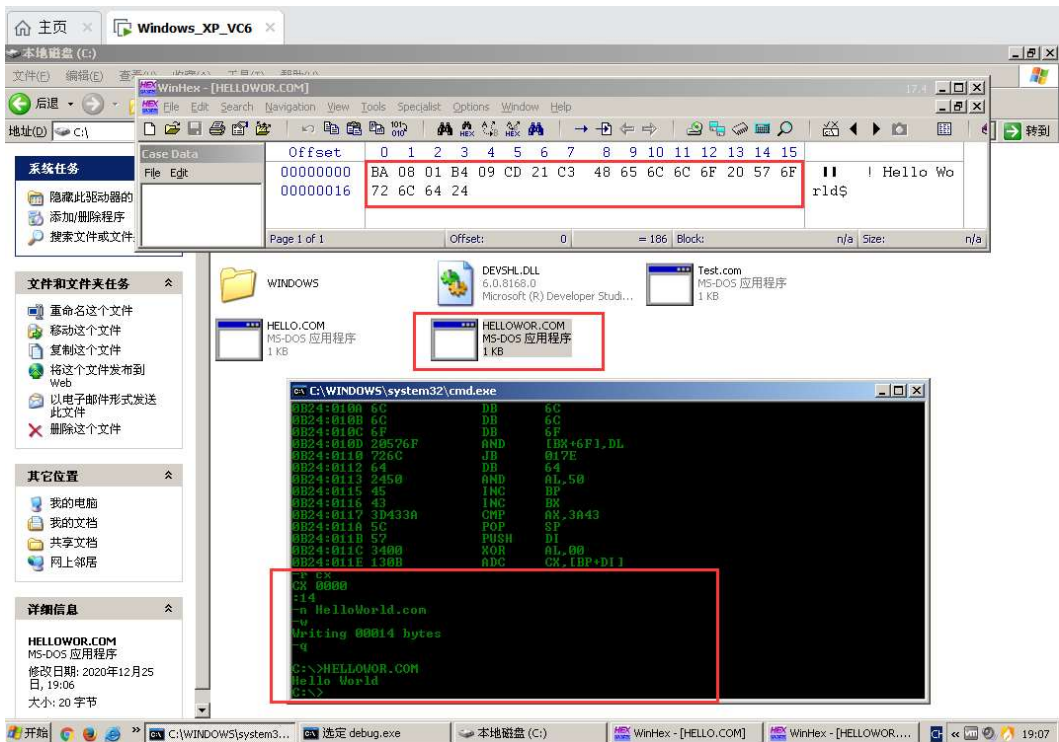 主页
Windows_XP_VC6
本地磁盘 (C:)
文件(F) 编辑(E)
WinHex - [HELLOWOR.COM]
17.4
File Edit Search Navigation View Tools Specialist Options Window Help
后退
地址(D) C:\
转到
Case Data
File Edit
Offset 0 1 2 3 4 5 6 7 8 9 10 11 12 13 14 15
00000000 BA 08 01 B4 09 CD 21 C3 48 65 6C 6C 6F 20 57 6F ! Hello Wo
00000016 72 6C 64 24 rld$
Page 1 of 1 Offset: 0 = 186 Block: n/a Size: n/a
系统任务
隐藏此驱动器的
添加/删除程序
搜索文件或文件
文件和文件夹任务
重命名这个文件
移动这个文件
复制这个文件
将这个文件发布到
Web
以电子邮件形式发送
此文件
删除这个文件
其它位置
我的电脑
我的文档
共享文档
网上邻居
详细信息
HELLOWOR.COM
MS-DOS 应用程序
修改日期: 2020年12月25
日, 19:06
大小: 20 字节
WINDOWS
DEVSHL.DLL
6.0.8168.0
Microsoft (R) Developer Studi...
Test.com
MS-DOS 应用程序
1 KB
HELLO.COM
MS-DOS 应用程序
1 KB
HELLOWOR.COM
MS-DOS 应用程序
1 KB
C:\WINDOWS\system32\cmd.exe
0B24:010A 6C DB 6C
0B24:010B 6C DB 6C
0B24:010C 6F DB 6F
0B24:010D 20576F AND [BX+6F],DL
0B24:0110 726C JB 017E
0B24:0112 64 DB 64
0B24:0113 2450 AND AL,50
0B24:0115 45 INC BP
0B24:0116 43 INC BX
0B24:0117 3D433A CMP AX,3A43
0B24:011A 5C POP SP
0B24:011B 57 PUSH DI
0B24:011C 3400 XOR AL,00
0B24:011E 130B ADC CX,[BP+DI]
-r cx
CX 0000
:14
-n HelloWorld.com
-w
Writing 00014 bytes
-q
C:\>HELLOWOR.COM
Hello World
C:\>
开始
C:\WINDOWS\system3...
选定 debug.exe
本地磁盘 (C:)
WinHex - [HELLO.COM]
WinHex - [HELLOWOR....
19:07